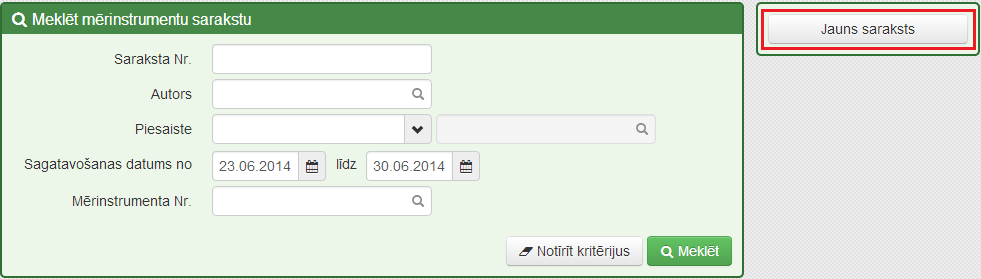 Meklēt mērinstrumentu sarakstu
Jauns saraksts
Saraksta Nr.
Autors
Piesaiste
Sagatavošanas datums no 23.06.2014 līdz 30.06.2014
Mērinstrumenta Nr.
Notīrīt kritērijus Meklēt